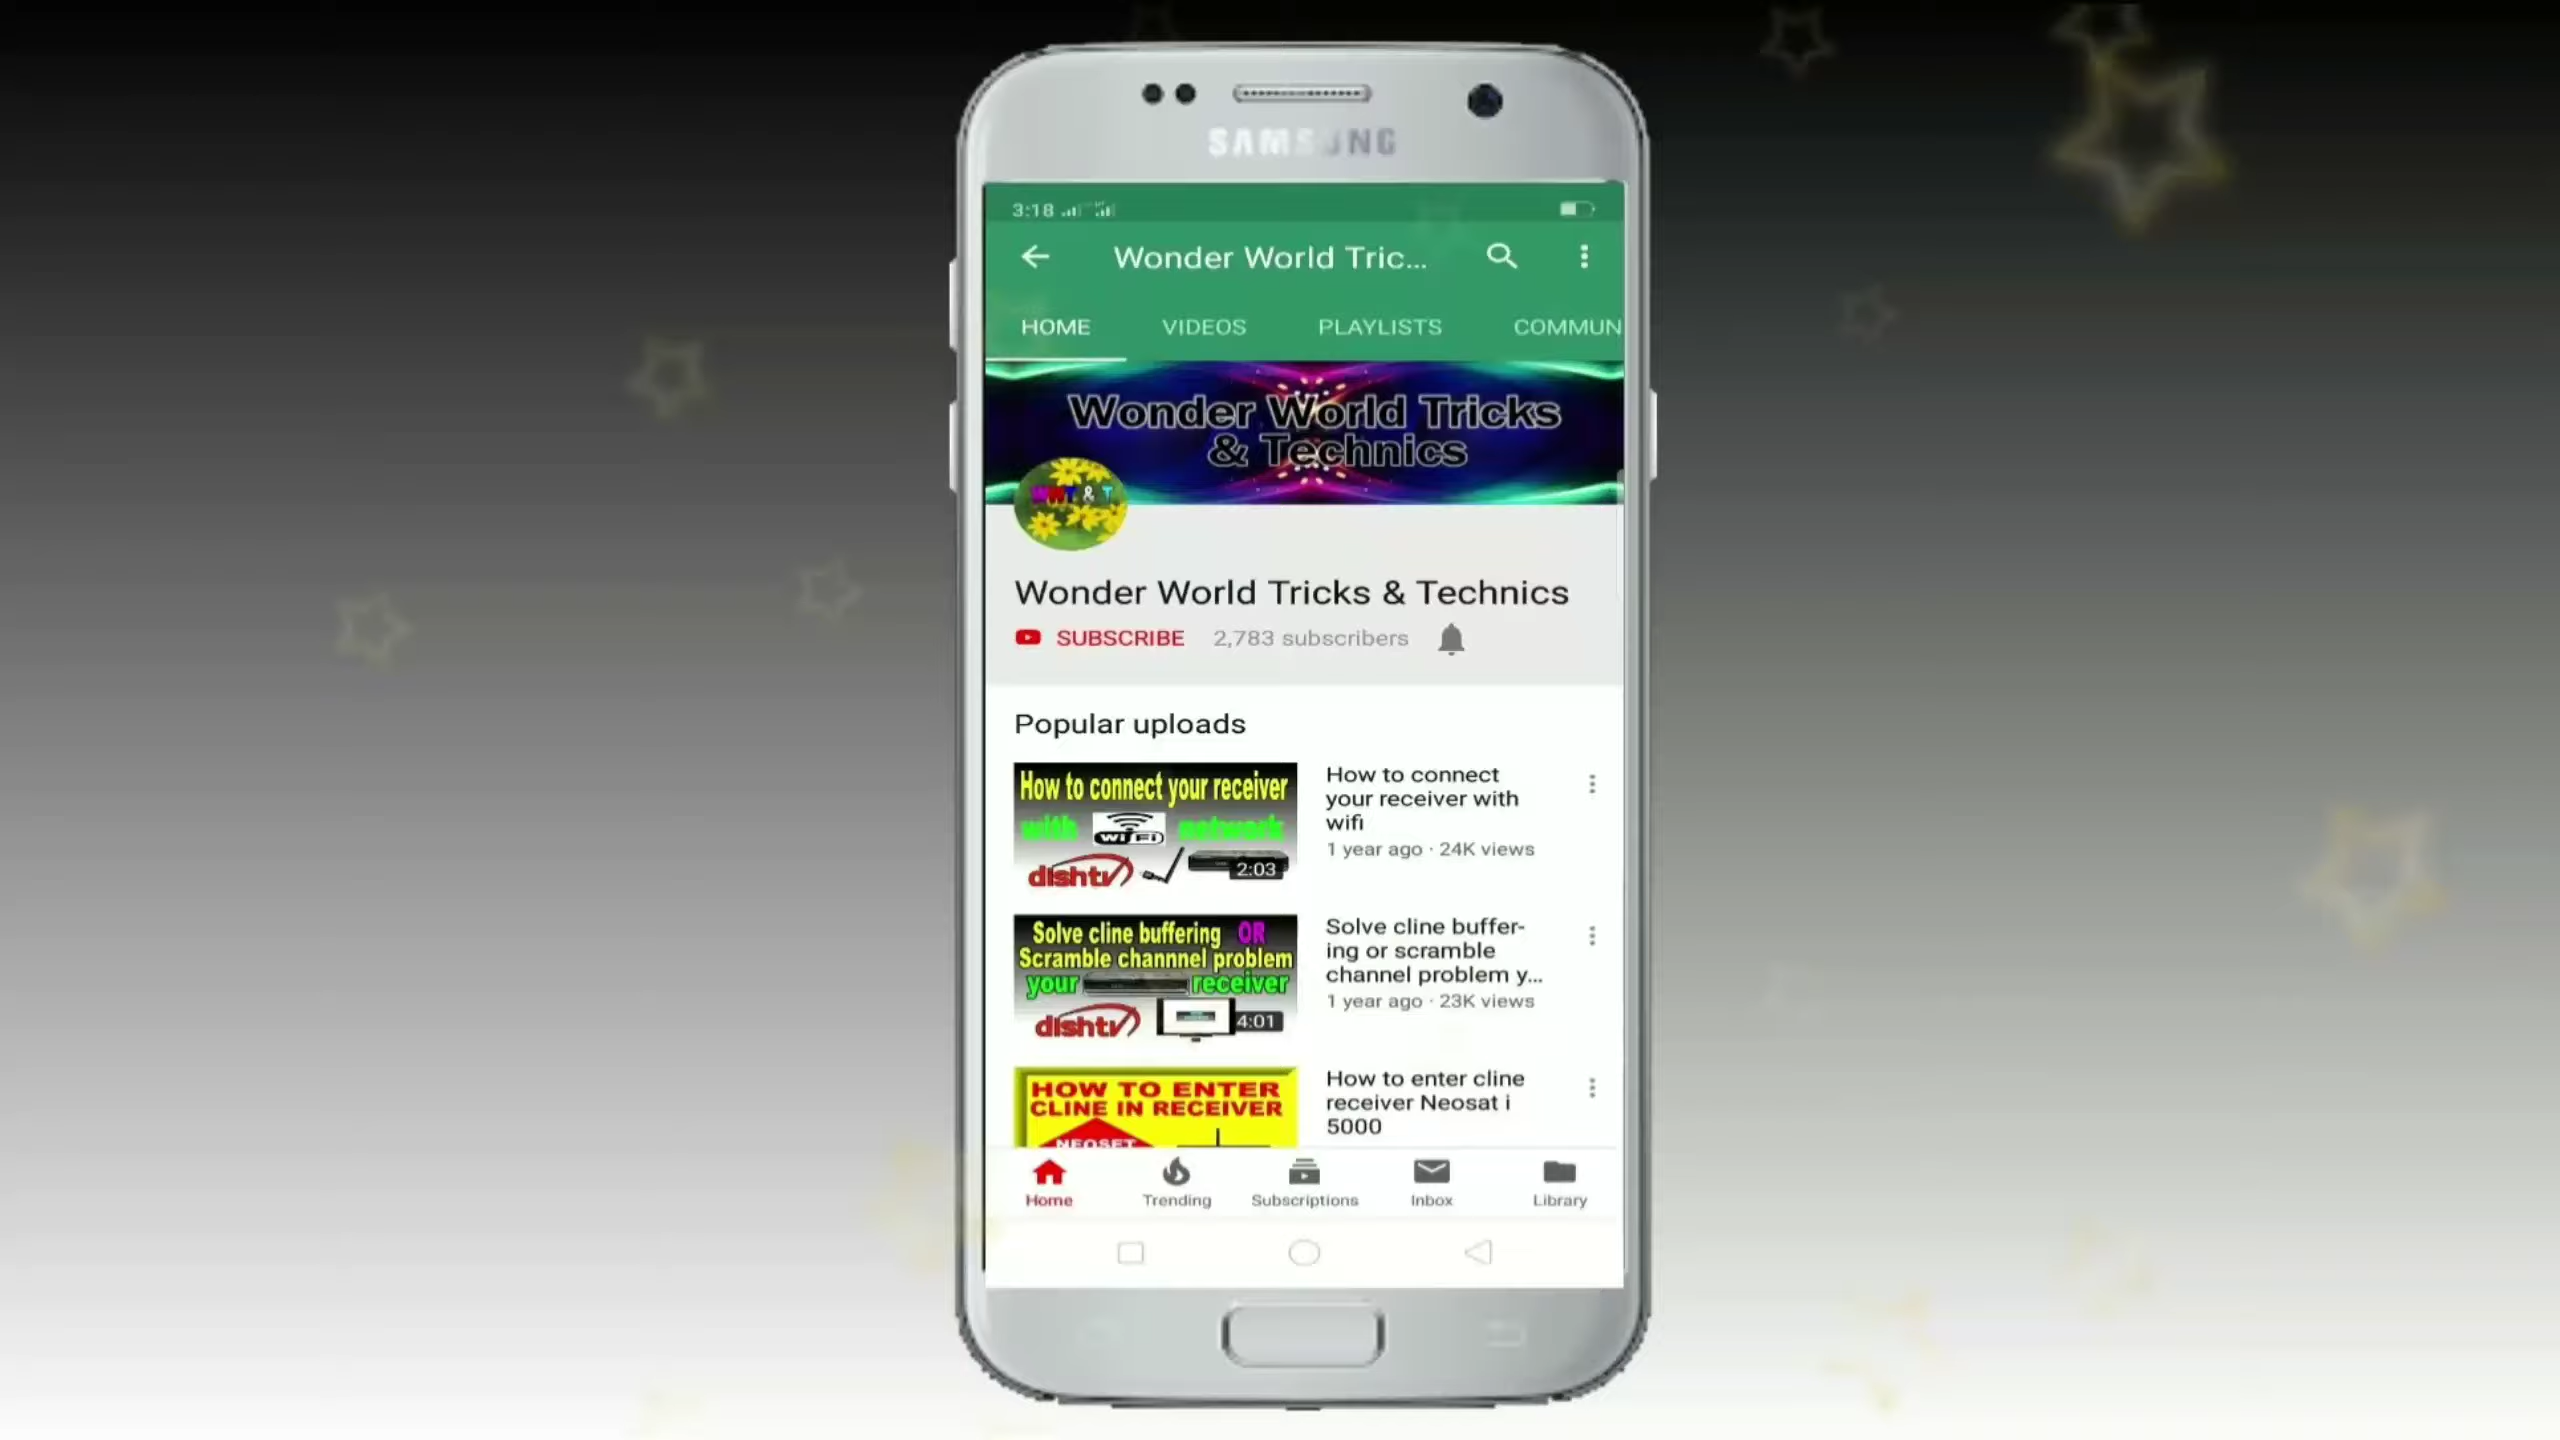 SAMSUNG
3:18
Wonder World Tric...
HOME VIDEOS PLAYLISTS COMMUN
Wonder World Tricks
& Technics
WWT & T
Wonder World Tricks & Technics
SUBSCRIBE 2,783 subscribers
Popular uploads
How to connect your receiver
with WiFi network
dishtv
2:03
How to connect
your receiver with
wifi
1 year ago · 24K views
Solve cline buffering OR
Scramble channnel problem
your receiver
dishtv
4:01
Solve cline buffer-
ing or scramble
channel problem y...
1 year ago · 23K views
HOW TO ENTER
CLINE IN RECEIVER
NEOSET
How to enter cline
receiver Neosat i
5000
Home Trending Subscriptions Inbox Library